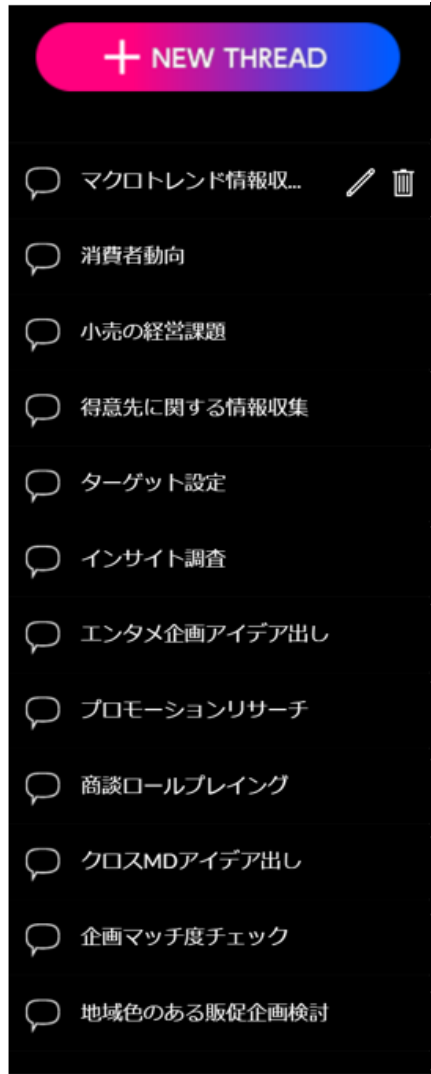 NEW THREAD
マクロトレンド情報収...
消費者動向
小売の経営課題
得意先に関する情報収集
ターゲット設定
インサイト調査
エンタメ企画アイデア出し
プロモーションリサーチ
商談ロールプレイング
クロスMDアイデア出し
企画マッチ度チェック
地域色のある販促企画検討